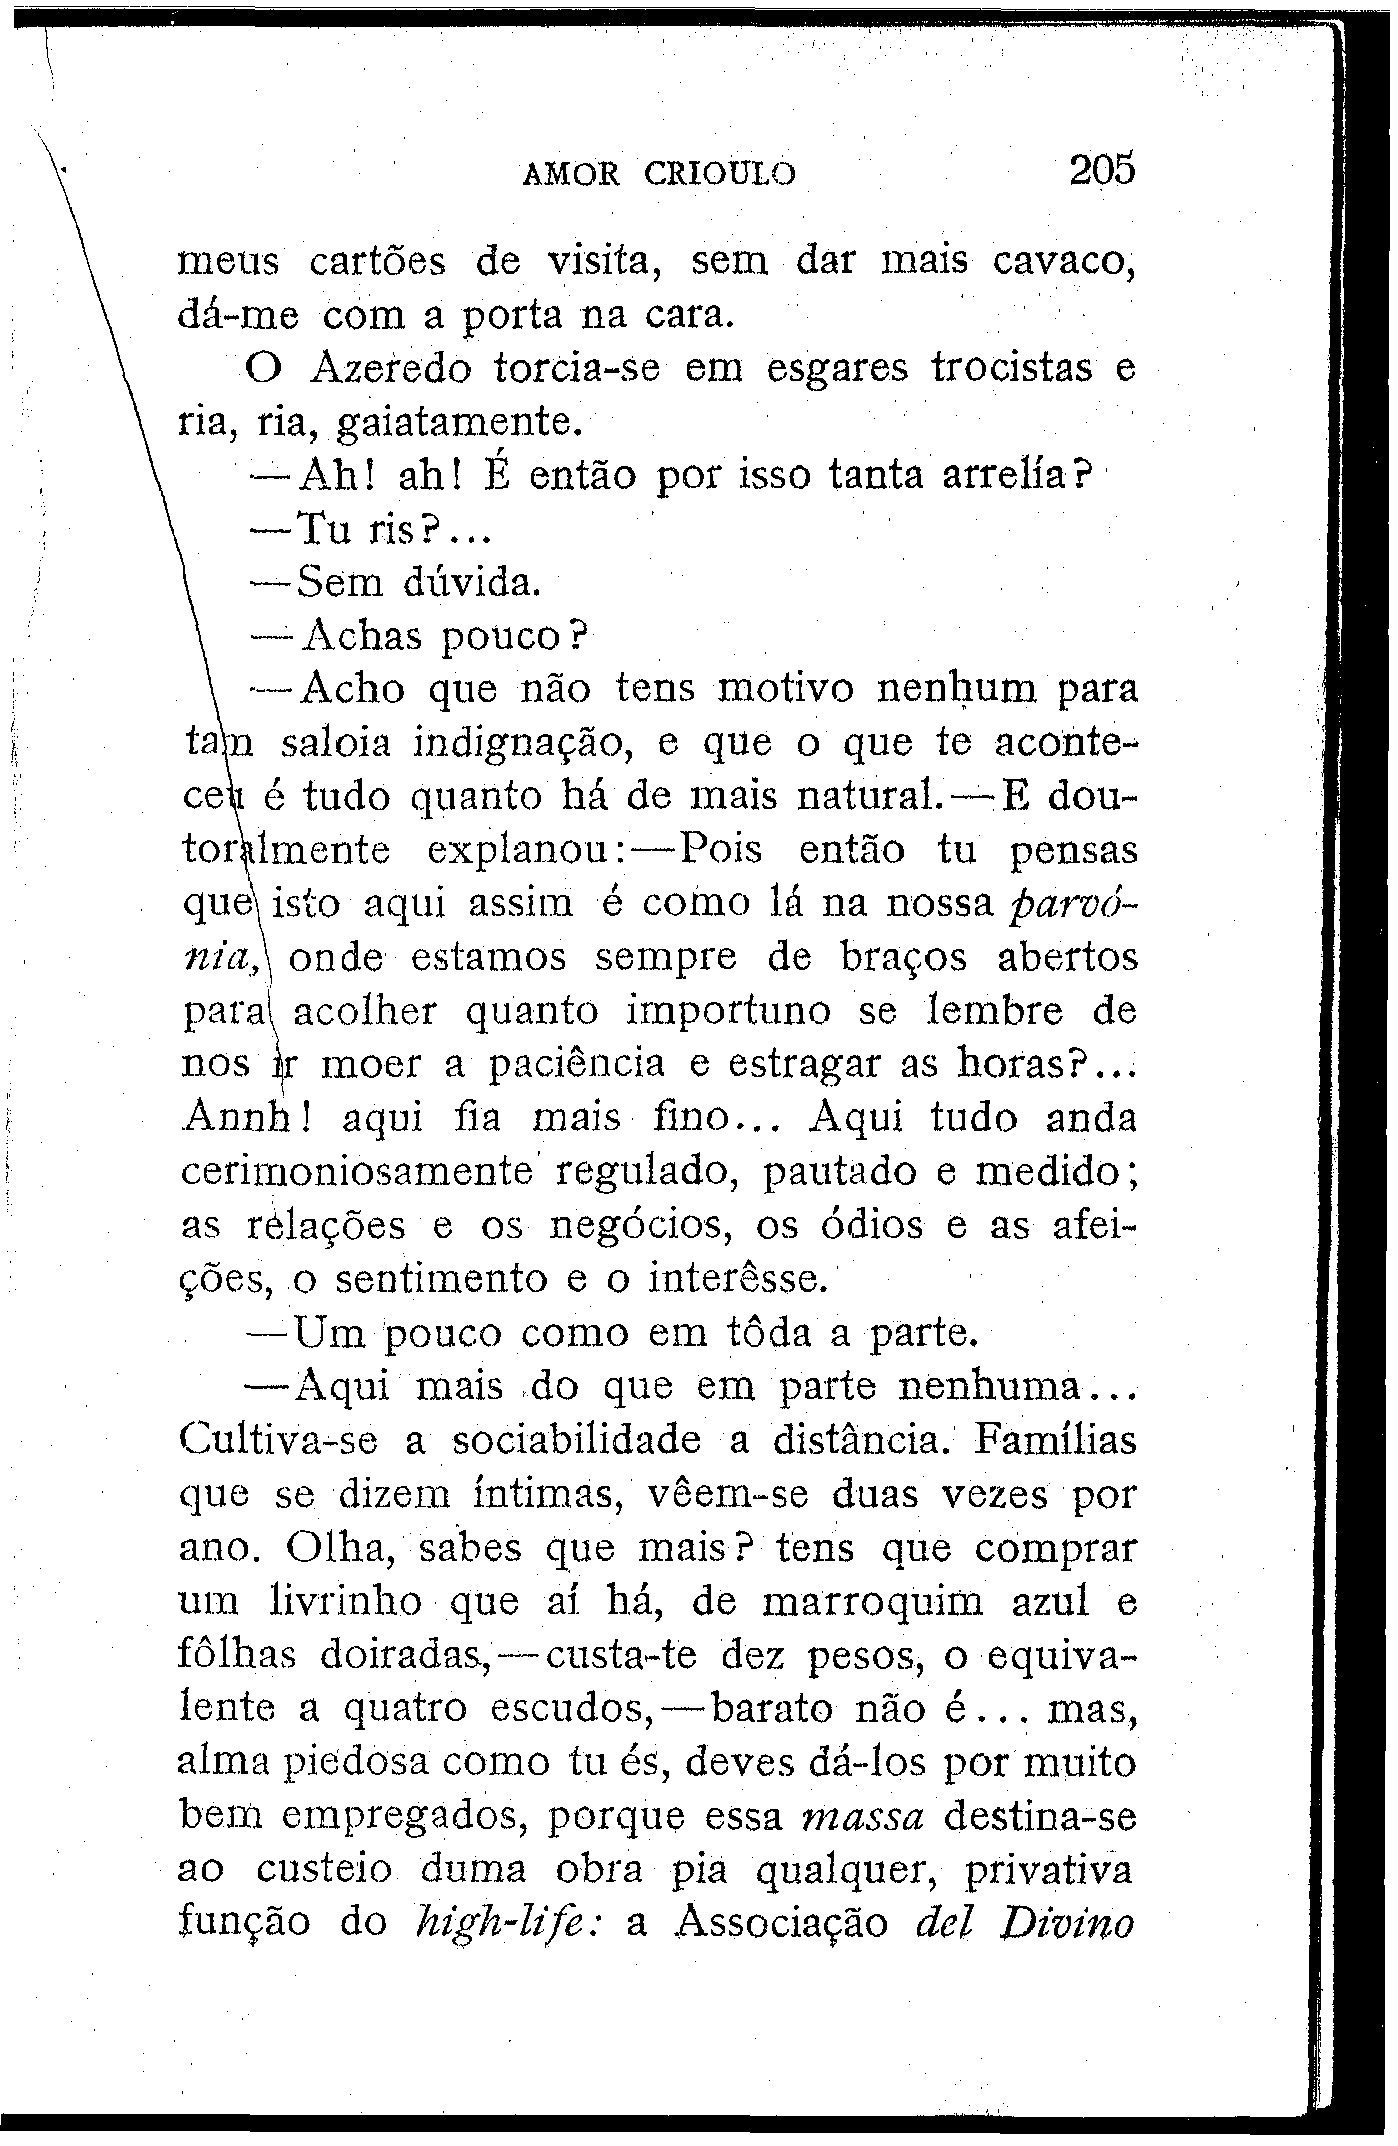 AMOR CRIOULO 205
meus cartões de visita, sem dar mais cavaco,
dá-me com a porta na cara.
O Azeredo torcia-se em esgares trocistas e
ria, ria, gaiatamente.
—Ah! ah! É então por isso tanta arrelía?
—Tu ris?...
—Sem dúvida.
—Achas pouco?
—Acho que não tens motivo nenhum para
tam saloia indignação, e que o que te aconte-
ceu é tudo quanto há de mais natural.—E dou-
toralmente explanou:—Pois então tu pensas
que isto aqui assim é como lá na nossa parvó-
nia, onde estamos sempre de braços abertos
para acolher quanto importuno se lembre de
nos ir moer a paciência e estragar as horas?...
Annh! aqui fia mais fino... Aqui tudo anda
cerimoniosamente regulado, pautado e medido;
as relações e os negócios, os ódios e as afei-
ções, o sentimento e o interêsse.
—Um pouco como em tôda a parte.
—Aqui mais do que em parte nenhuma...
Cultiva-se a sociabilidade a distância. Famílias
que se dizem íntimas, vêem-se duas vezes por
ano. Olha, sabes que mais? tens que comprar
um livrinho que aí há, de marroquim azul e
fôlhas doiradas,—custa-te dez pesos, o equiva-
lente a quatro escudos,—barato não é... mas,
alma piedosa como tu és, deves dá-los por muito
bem empregados, porque essa massa destina-se
ao custeio duma obra pia qualquer, privativa
função do high-life: a Associação del Divino